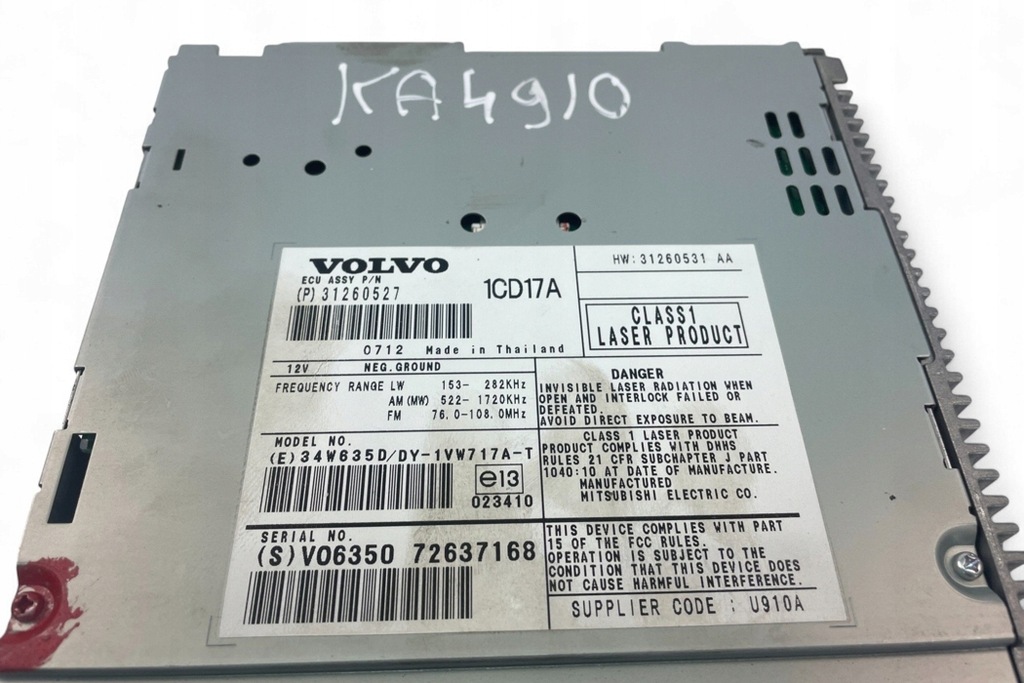 KA4910
VOLVO
ECU ASSY P/N
(P) 31260527
1CD17A
0712 Made in Thailand
HW:31260531 AA
CLASS1
LASER PRODUCT
12V NEG.GROUND
FREQUENCY RANGE LW 153- 282KHz
AM(MW) 522- 1720KHz
FM 76.0-108.0MHz
DANGER
INVISIBLE LASER RADIATION WHEN
OPEN AND INTERLOCK FAILED OR
DEFEATED.
AVOID DIRECT EXPOSURE TO BEAM.
MODEL NO.
(E)34W635D/DY-1VW717A-T
e13
023410
CLASS 1 LASER PRODUCT
PRODUCT COMPLIES WITH DHHS
RULES 21 CFR SUBCHAPTER J PART
1040:10 AT DATE OF MANUFACTURE.
MANUFACTURED
MITSUBISHI ELECTRIC CO.
SERIAL NO.
(S)VO6350 72637168
THIS DEVICE COMPLIES WITH PART
15 OF THE FCC RULES.
OPERATION IS SUBJECT TO THE
CONDITION THAT THIS DEVICE DOES
NOT CAUSE HARMFUL INTERFERENCE.
SUPPLIER CODE : U910A